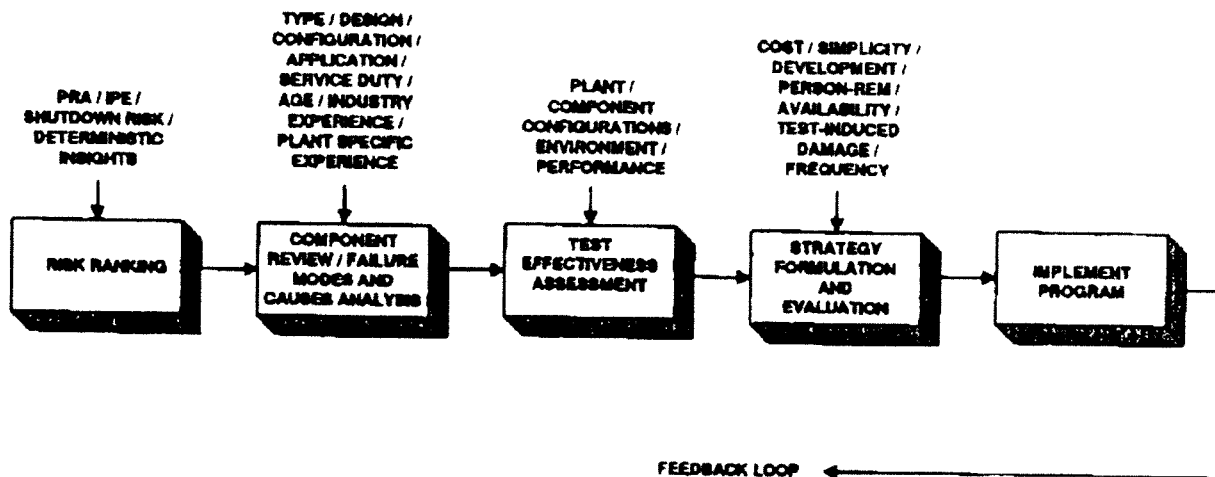 PRA / IPE /
SHUTDOWN RISK /
DETERMINISTIC
INSIGHTS
TYPE / DESIGN /
CONFIGURATION /
APPLICATION /
SERVICE DUTY /
AGE / INDUSTRY
EXPERIENCE /
PLANT SPECIFIC
EXPERIENCE
PLANT /
COMPONENT
CONFIGURATIONS /
ENVIRONMENT /
PERFORMANCE
COST / SIMPLICITY /
DEVELOPMENT /
PERSON-REM /
AVAILABILITY /
TEST-INDUCED
DAMAGE /
FREQUENCY
RISK RANKING
COMPONENT
REVIEW / FAILURE
MODES AND
CAUSES ANALYSIS
TEST
EFFECTIVENESS
ASSESSMENT
STRATEGY
FORMULATION
AND
EVALUATION
IMPLEMENT
PROGRAM
FEEDBACK LOOP